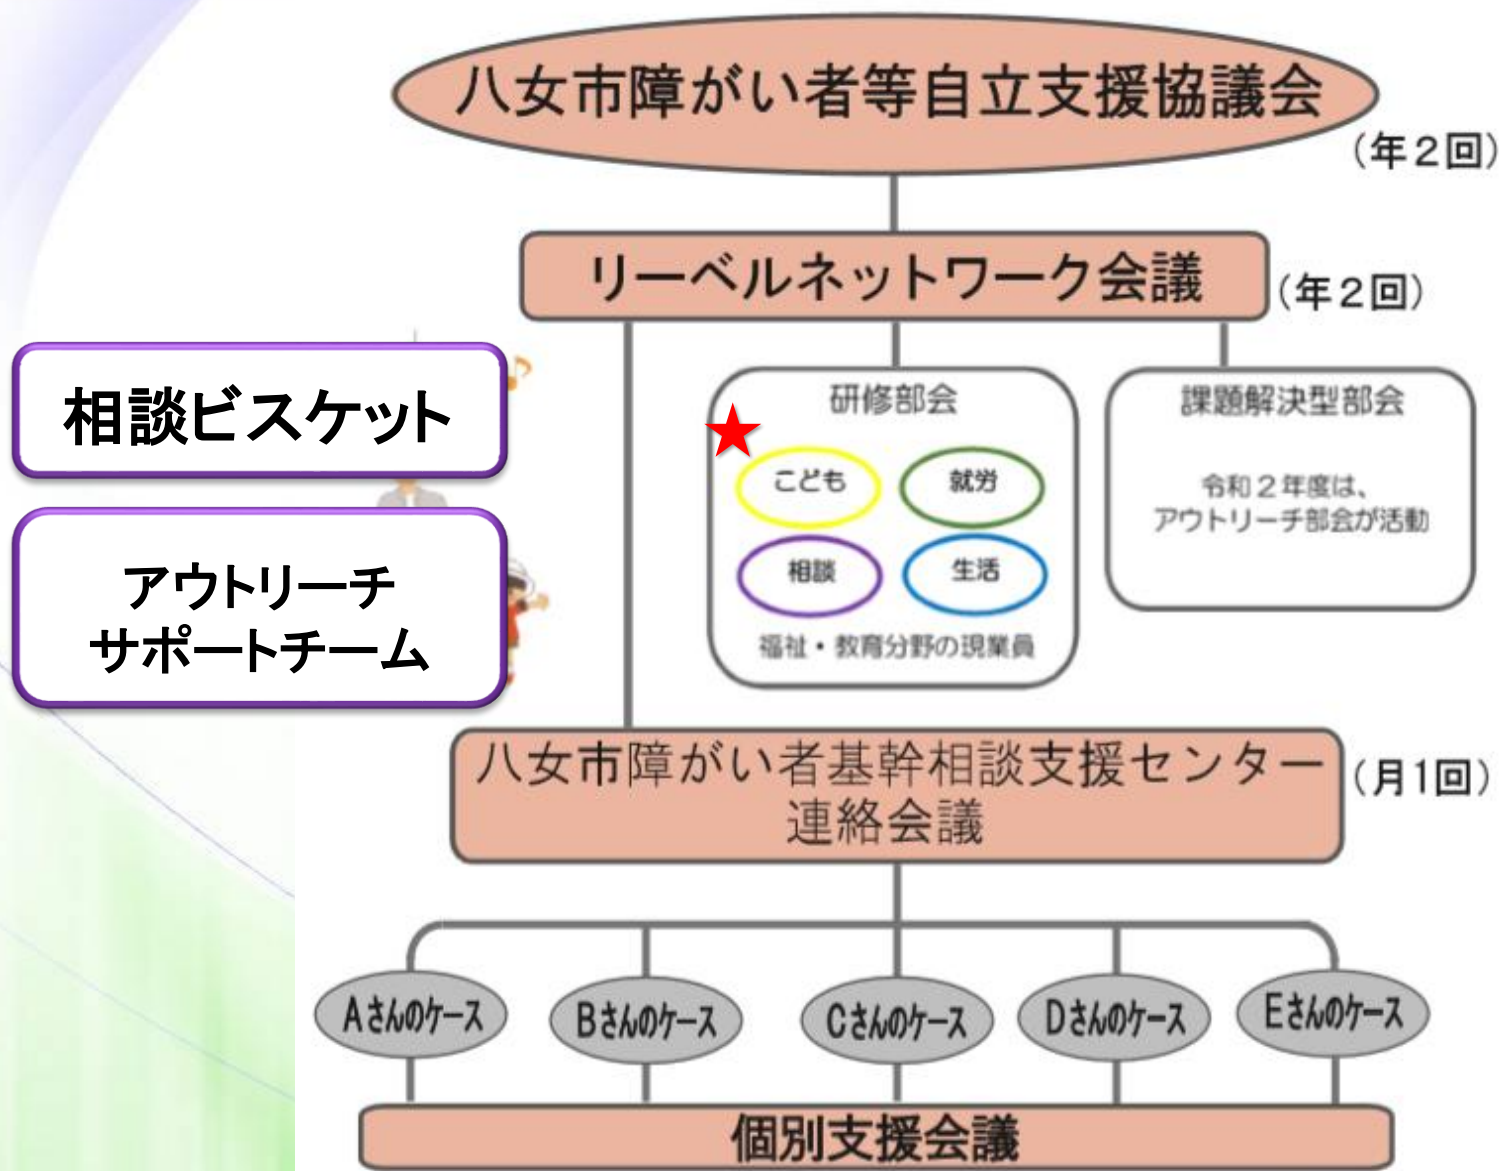 八女市障がい者等自立支援協議会
（年２回）
リーベルネットワーク会議
（年２回）
相談ビスケット
アウトリーチ
サポートチーム
研修部会
こども
就労
相談
生活
福祉・教育分野の現業員
課題解決型部会
令和２年度は、
アウトリーチ部会が活動
八女市障がい者基幹相談支援センター
連絡会議
（月1回）
Aさんのケース
Bさんのケース
Cさんのケース
Dさんのケース
Eさんのケース
個別支援会議